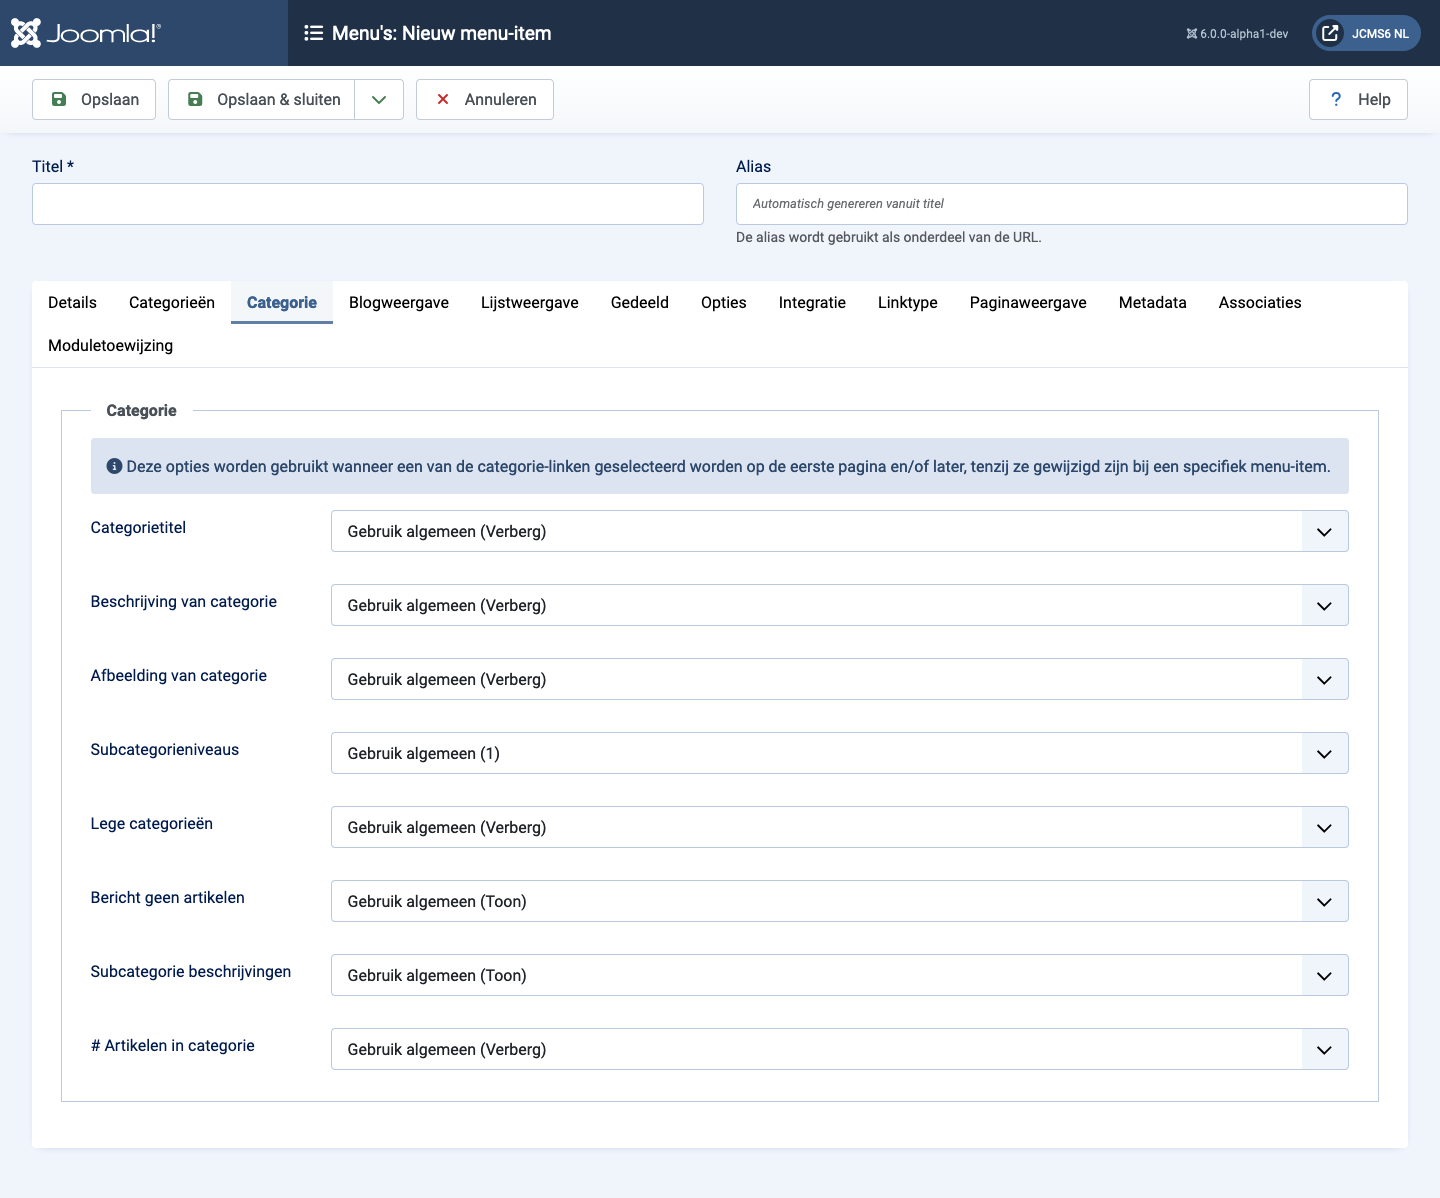 Joomla!®
Menu's: Nieuw menu-item
6.0.0-alpha1-dev
JCMS6 NL
Opslaan
Opslaan & sluiten
Annuleren
? Help
Titel *
Alias
Automatisch genereren vanuit titel
De alias wordt gebruikt als onderdeel van de URL.
Details
Categorieën
Categorie
Blogweergave
Lijstweergave
Gedeeld
Opties
Integratie
Linktype
Paginaweergave
Metadata
Associaties
Moduletoewijzing
Categorie
Deze opties worden gebruikt wanneer een van de categorie-linken geselecteerd worden op de eerste pagina en/of later, tenzij ze gewijzigd zijn bij een specifiek menu-item.
Categorietitel
Gebruik algemeen (Verberg)
Beschrijving van categorie
Gebruik algemeen (Verberg)
Afbeelding van categorie
Gebruik algemeen (Verberg)
Subcategorieniveaus
Gebruik algemeen (1)
Lege categorieën
Gebruik algemeen (Verberg)
Bericht geen artikelen
Gebruik algemeen (Toon)
Subcategorie beschrijvingen
Gebruik algemeen (Toon)
# Artikelen in categorie
Gebruik algemeen (Verberg)